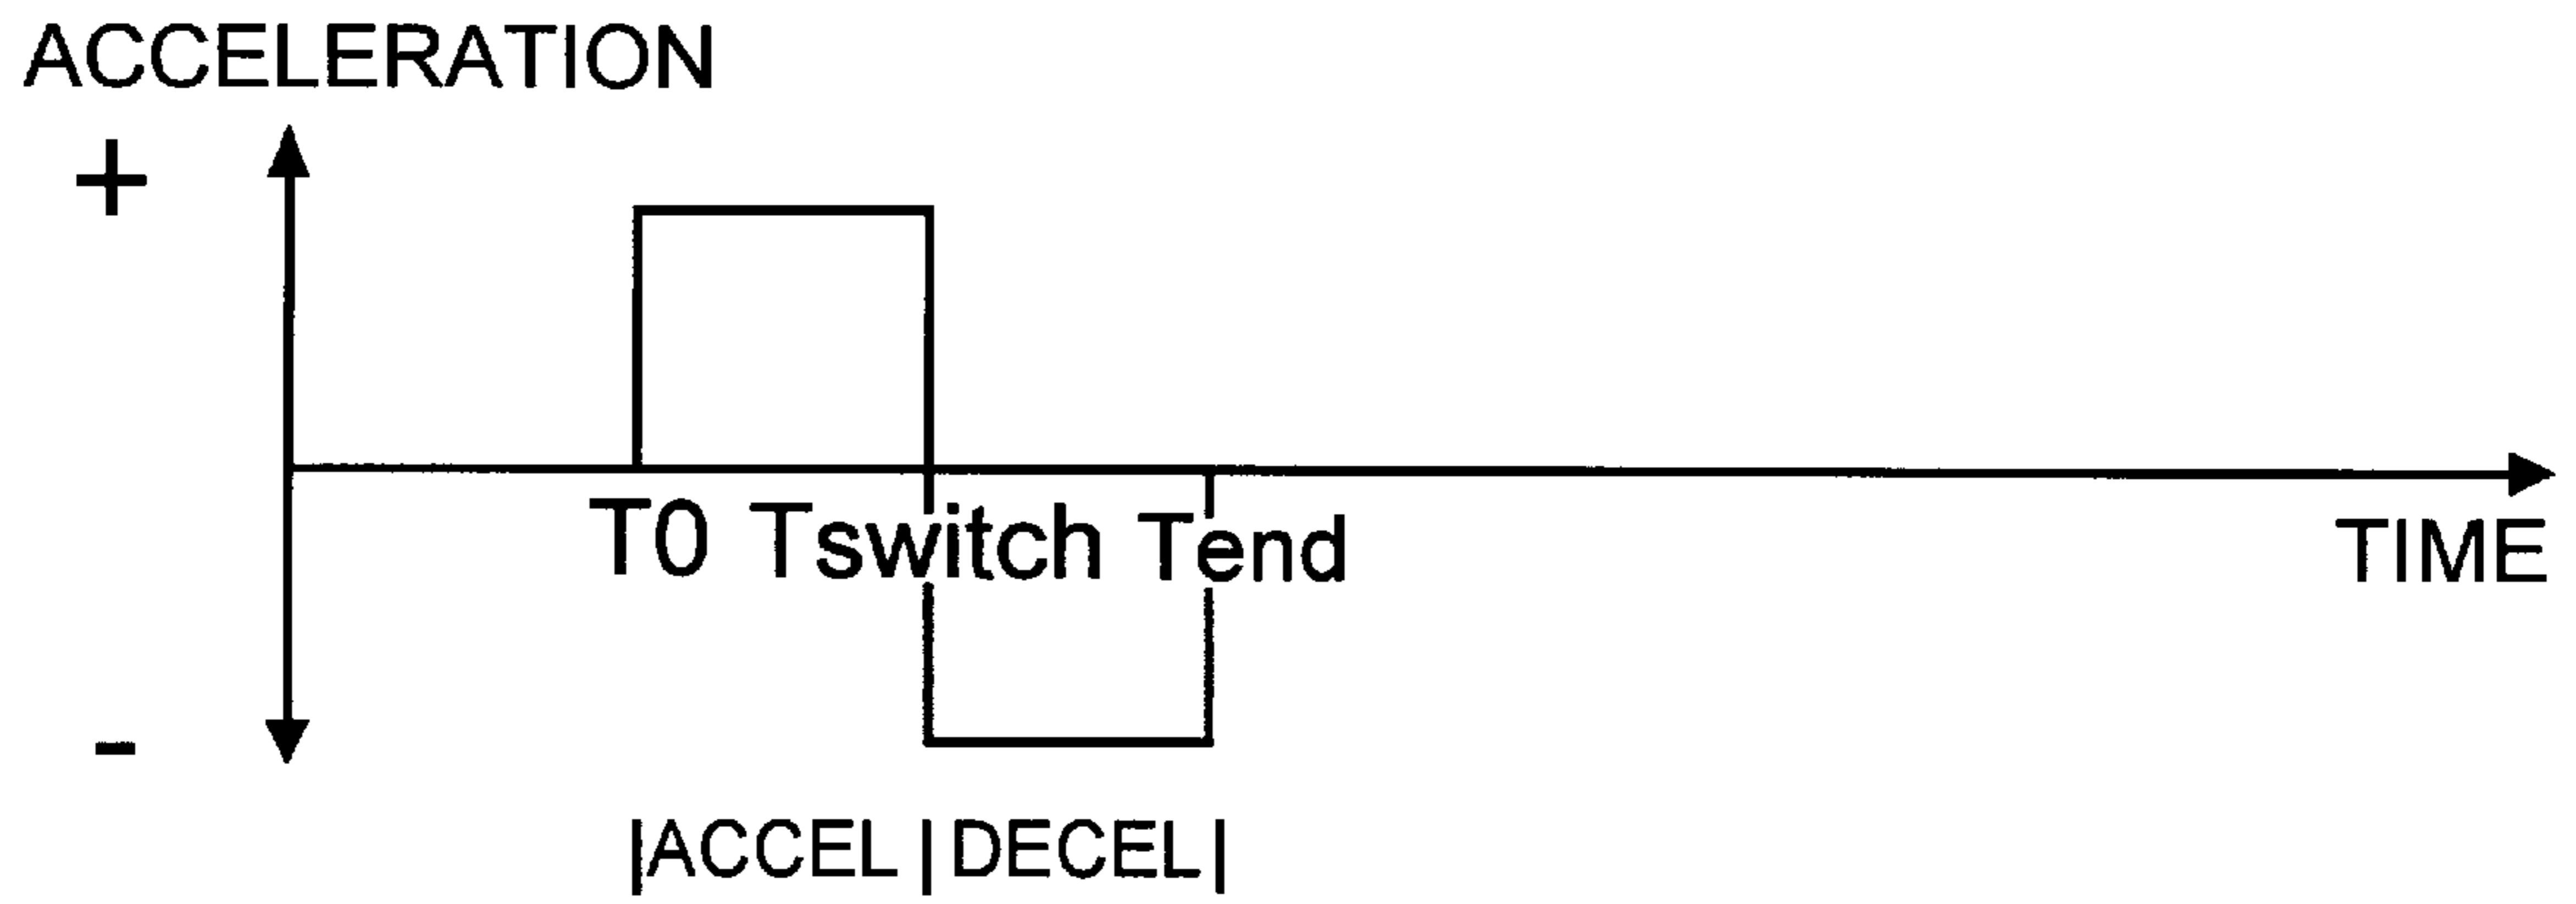 ACCELERATION
+
T0 Tswitch Tend
TIME
-
|ACCEL|DECEL|